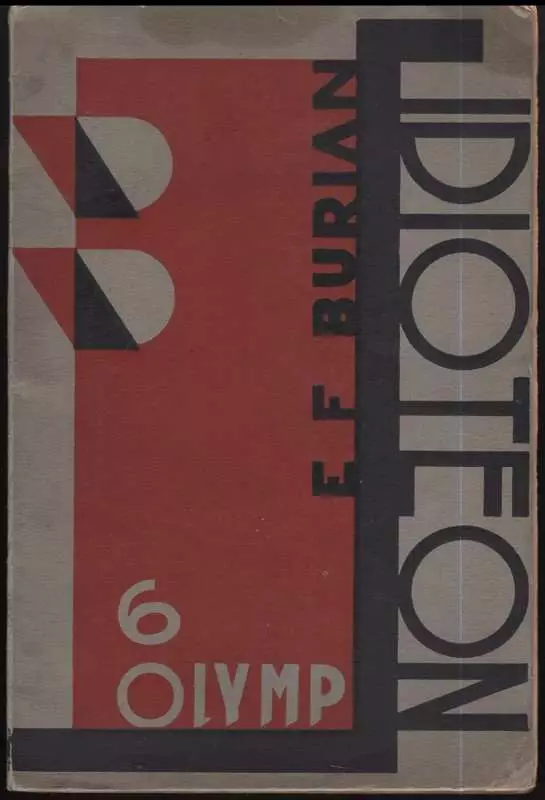 E F BURIAN
IDIOTEON
6
OLYMP